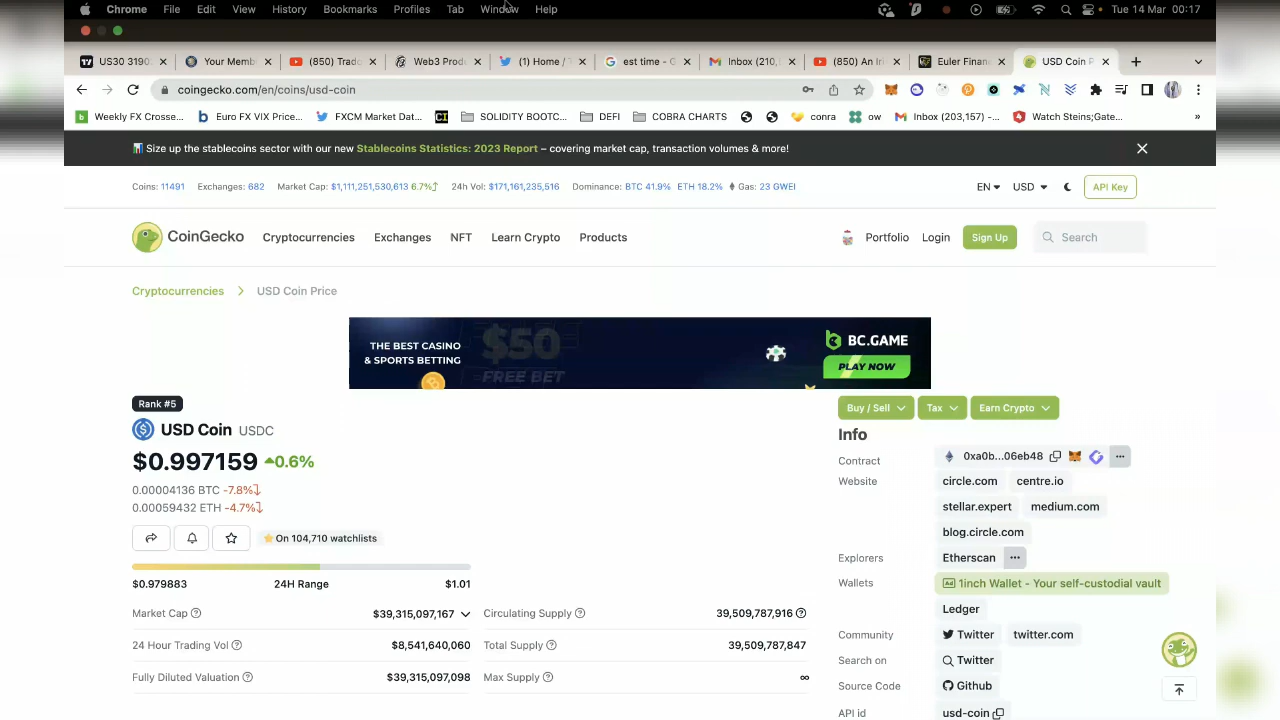 Chrome File Edit View History Bookmarks Profiles Tab Window Help Tue 14 Mar 00:17
US30 3190 Your Memb (850) Trad Web3 Prod (1) Home / T est time - G Inbox (210, (850) An Ir Euler Financ USD Coin P
coingecko.com/en/coins/usd-coin
Weekly FX Crosse... Euro FX VIX Price... FXCM Market Dat... CI SOLIDITY BOOTC... DEFI COBRA CHARTS conra ow Inbox (203,157) -... Watch Steins;Gate... »
Size up the stablecoins sector with our new Stablecoins Statistics: 2023 Report – covering market cap, transaction volumes & more!
Coins: 11491 Exchanges: 682 Market Cap: $1,111,251,530,613 6.7% 24h Vol: $171,161,235,516 Dominance: BTC 41.9% ETH 18.2% Gas: 23 GWEI EN USD API Key
CoinGecko Cryptocurrencies Exchanges NFT Learn Crypto Products Portfolio Login Sign Up Search
Cryptocurrencies > USD Coin Price
THE BEST CASINO
& SPORTS BETTING
$50
FREE BET
BC.GAME
PLAY NOW
Rank #5
USD Coin USDC
$0.997159 0.6%
0.00004136 BTC -7.8%
0.00059432 ETH -4.7%
On 104,710 watchlists
$0.979883 24H Range $1.01
Market Cap $39,315,097,167 Circulating Supply 39,509,787,916
24 Hour Trading Vol $8,541,640,060 Total Supply 39,509,787,847
Fully Diluted Valuation $39,315,097,098 Max Supply ∞
Buy / Sell Tax Earn Crypto
Info
Contract 0xa0b...06eb48 ...
Website circle.com centre.io
stellar.expert medium.com
blog.circle.com
Explorers Etherscan ...
Wallets Ad 1inch Wallet - Your self-custodial vault
Ledger
Community Twitter twitter.com
Search on Twitter
Source Code Github
API id usd-coin